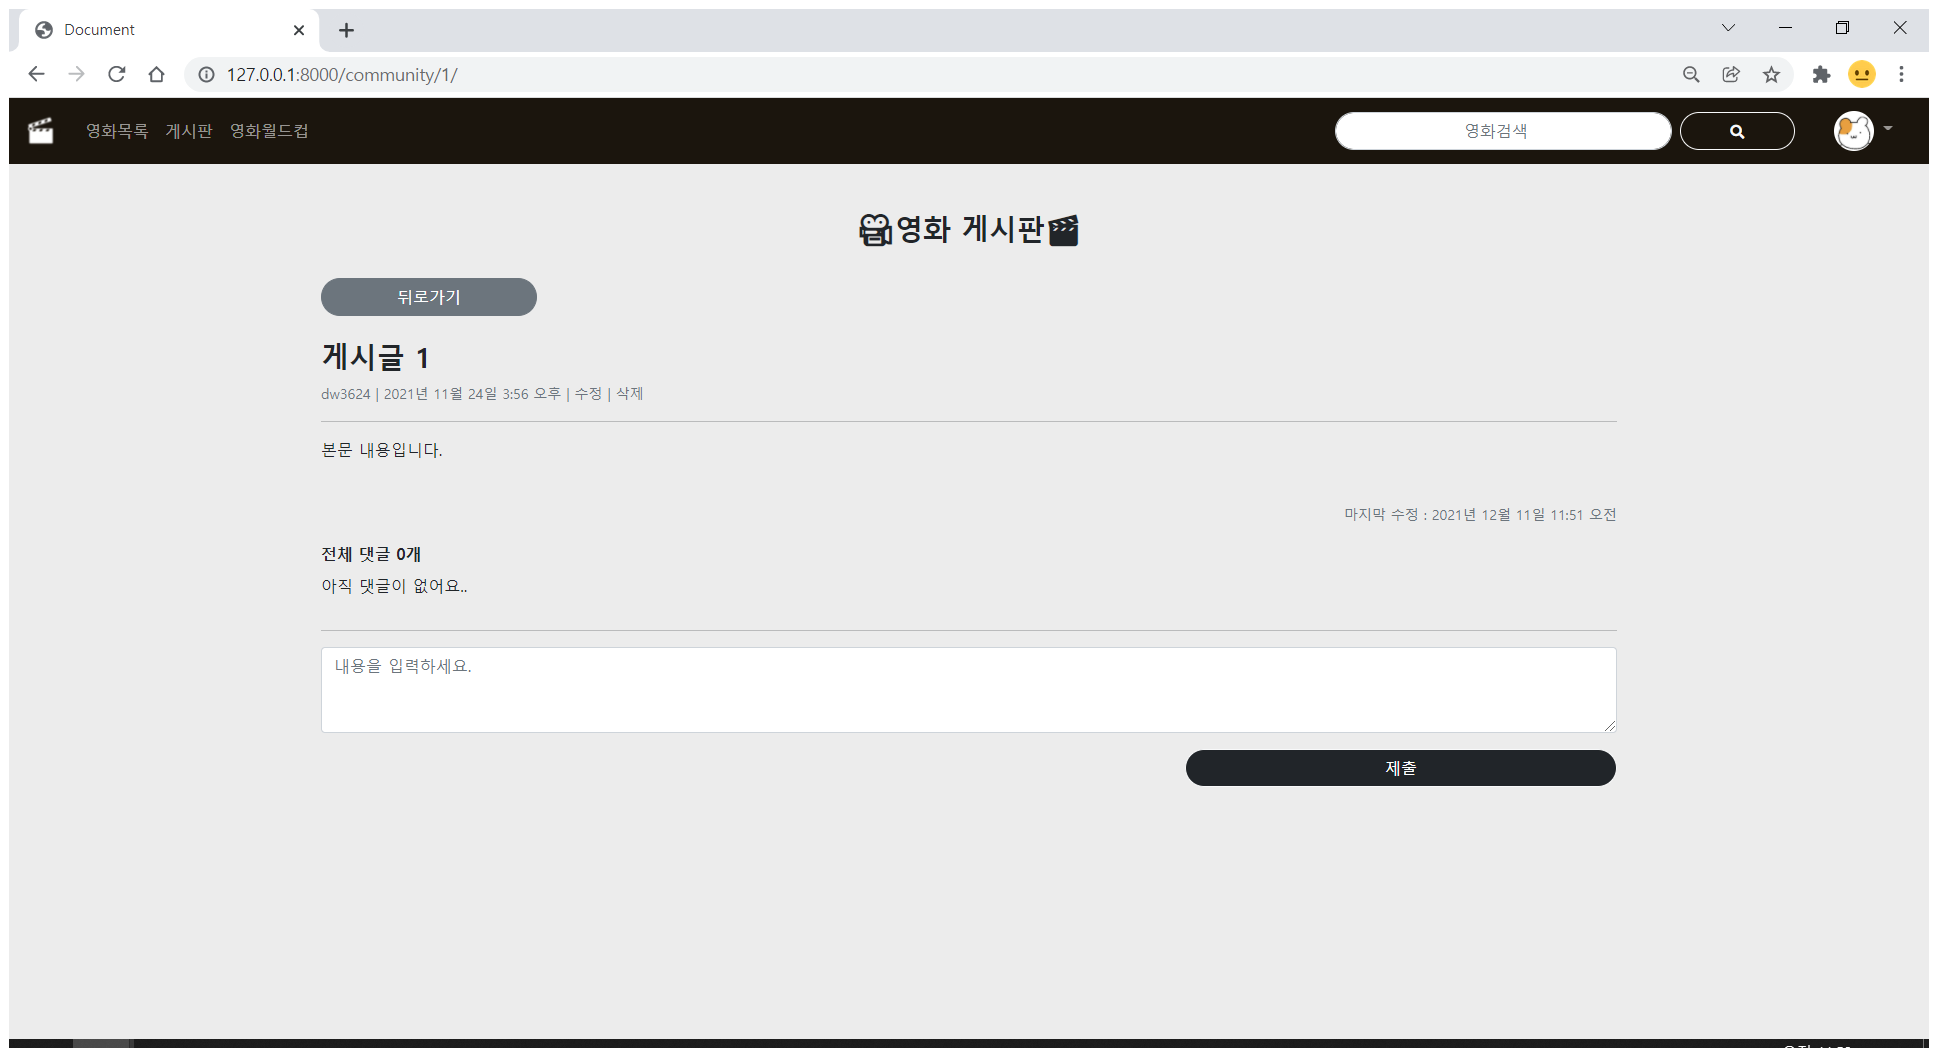 Document
127.0.0.1:8000/community/1/
영화목록 게시판 영화월드컵 영화검색
영화 게시판
뒤로가기
게시글 1
dw3624 | 2021년 11월 24일 3:56 오후 | 수정 | 삭제
본문 내용입니다.
마지막 수정 : 2021년 12월 11일 11:51 오전
전체 댓글 0개
아직 댓글이 없어요..
내용을 입력하세요.
제출